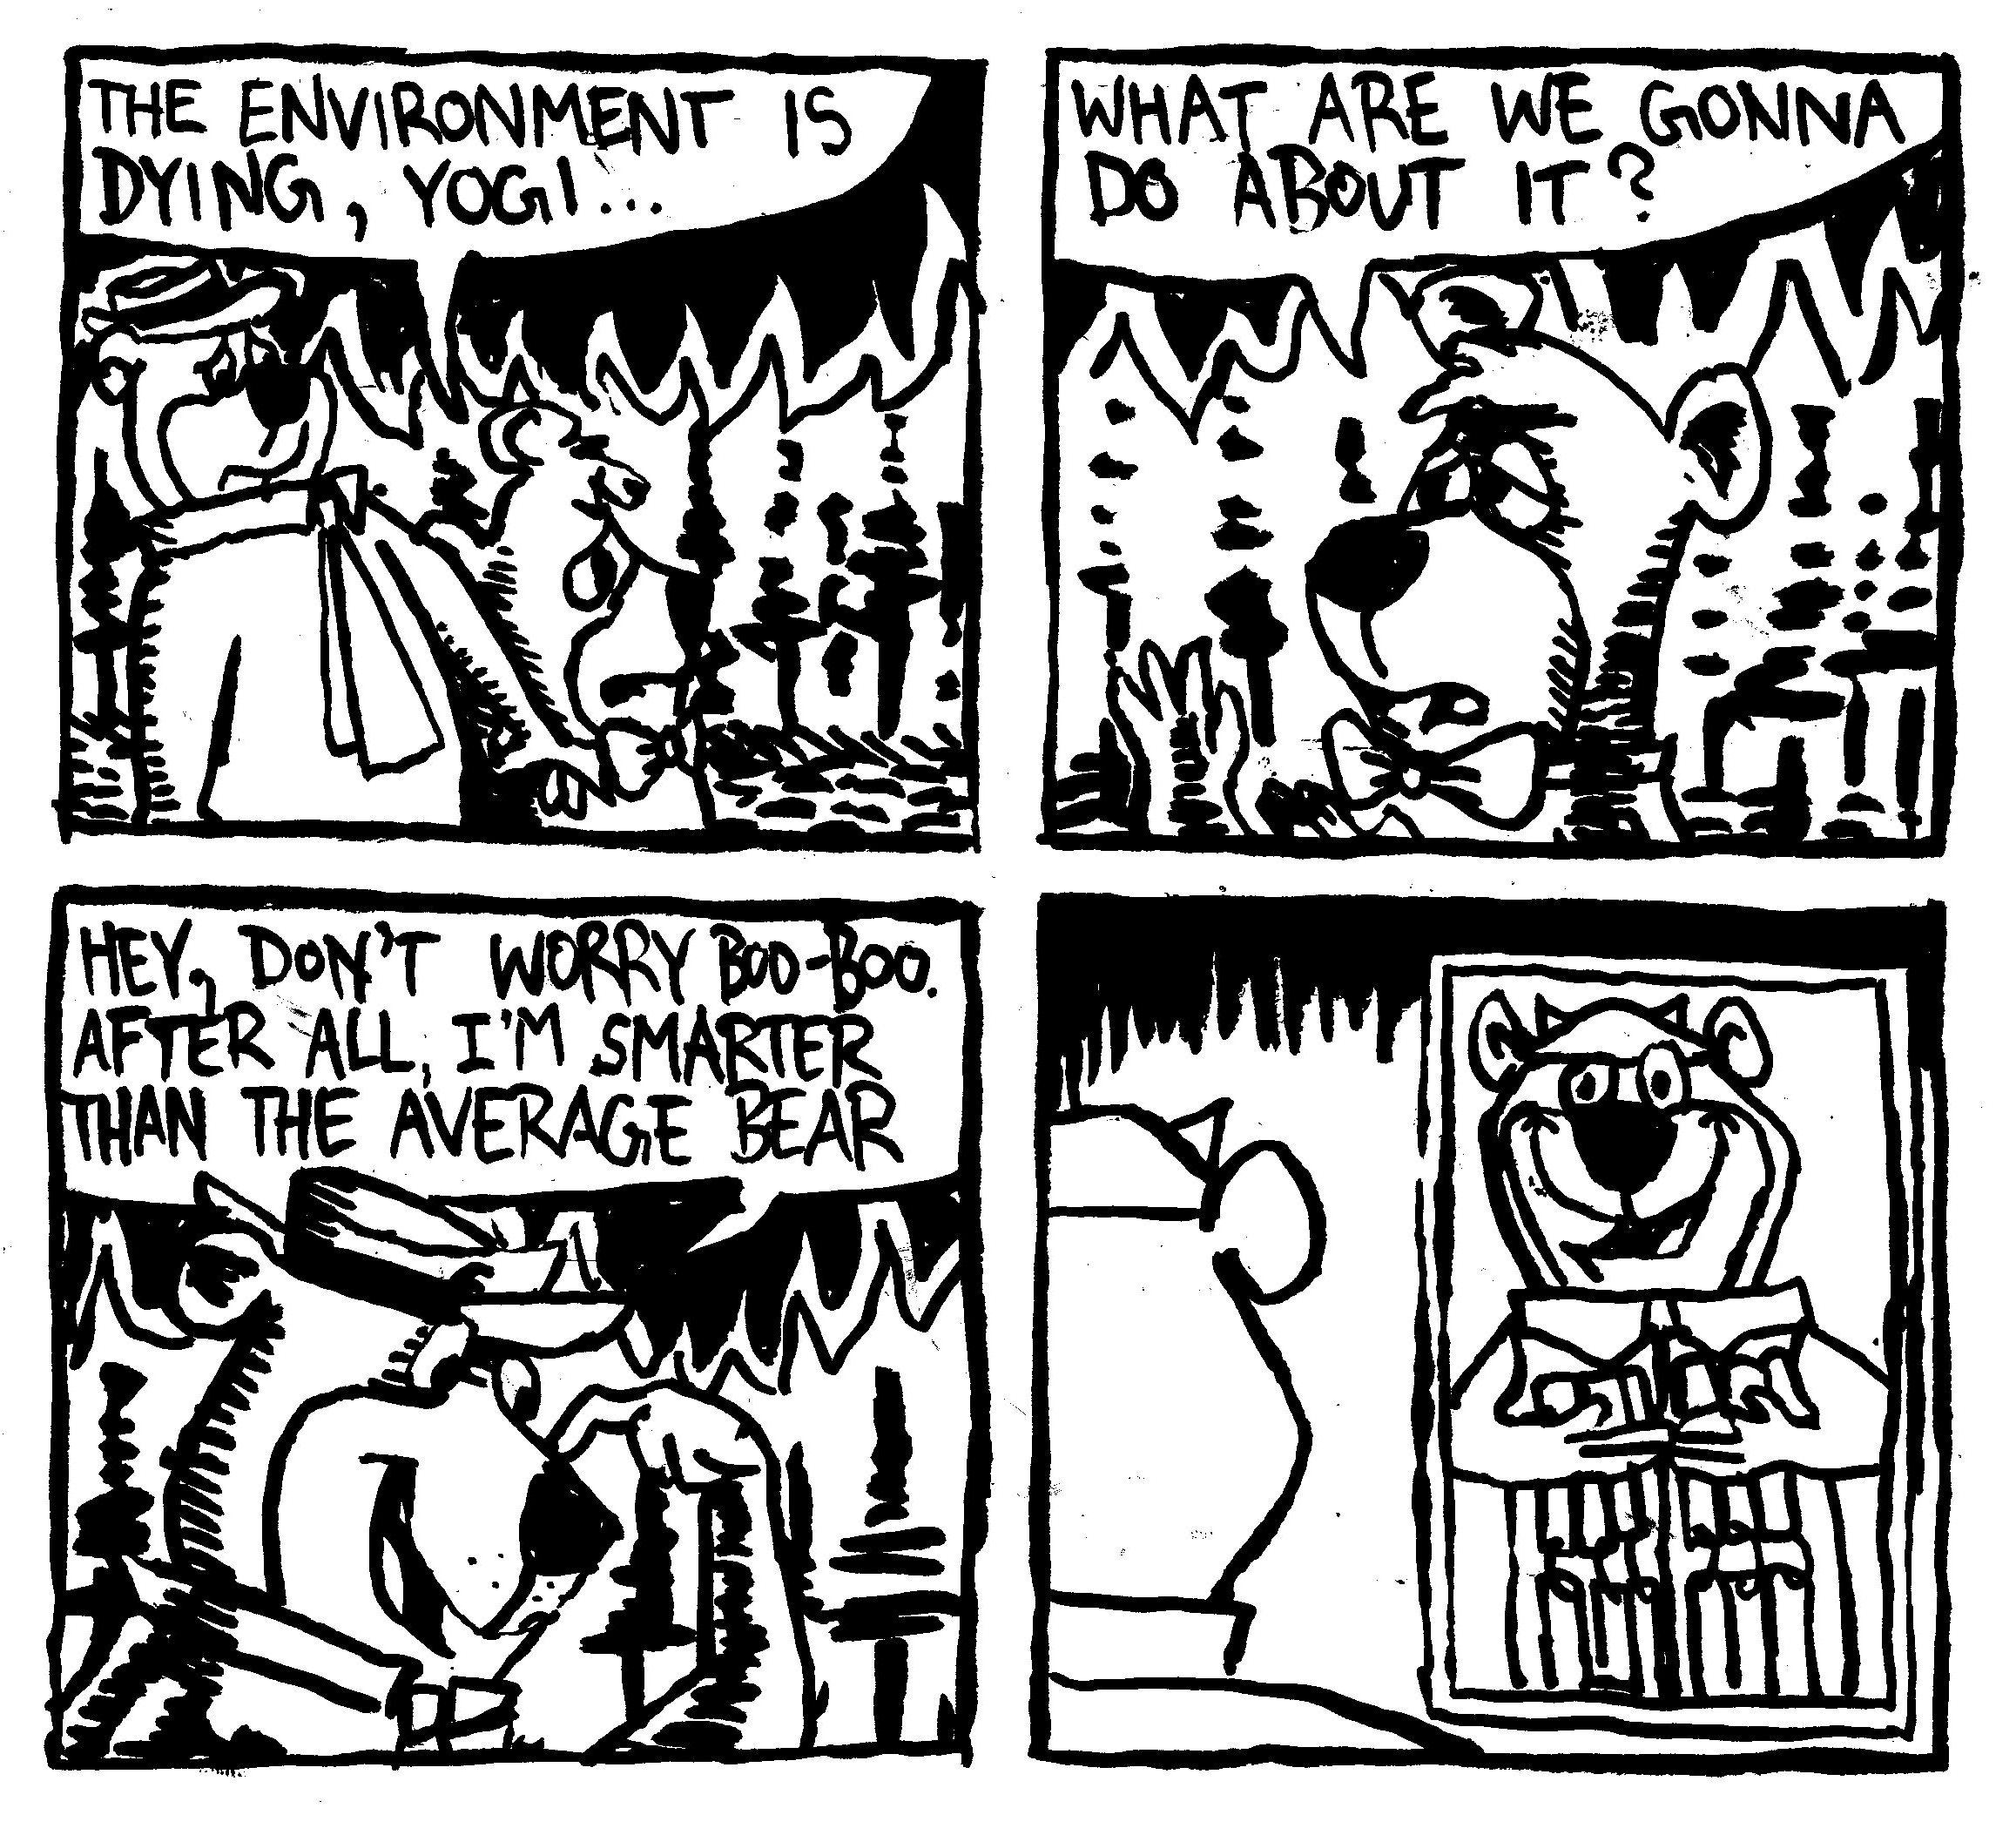 THE ENVIRONMENT IS
DYING, YOGI...
WHAT ARE WE GONNA
DO ABOUT IT?
HEY, DON'T WORRY BOO-BOO.
AFTER ALL, I'M SMARTER
THAN THE AVERAGE BEAR